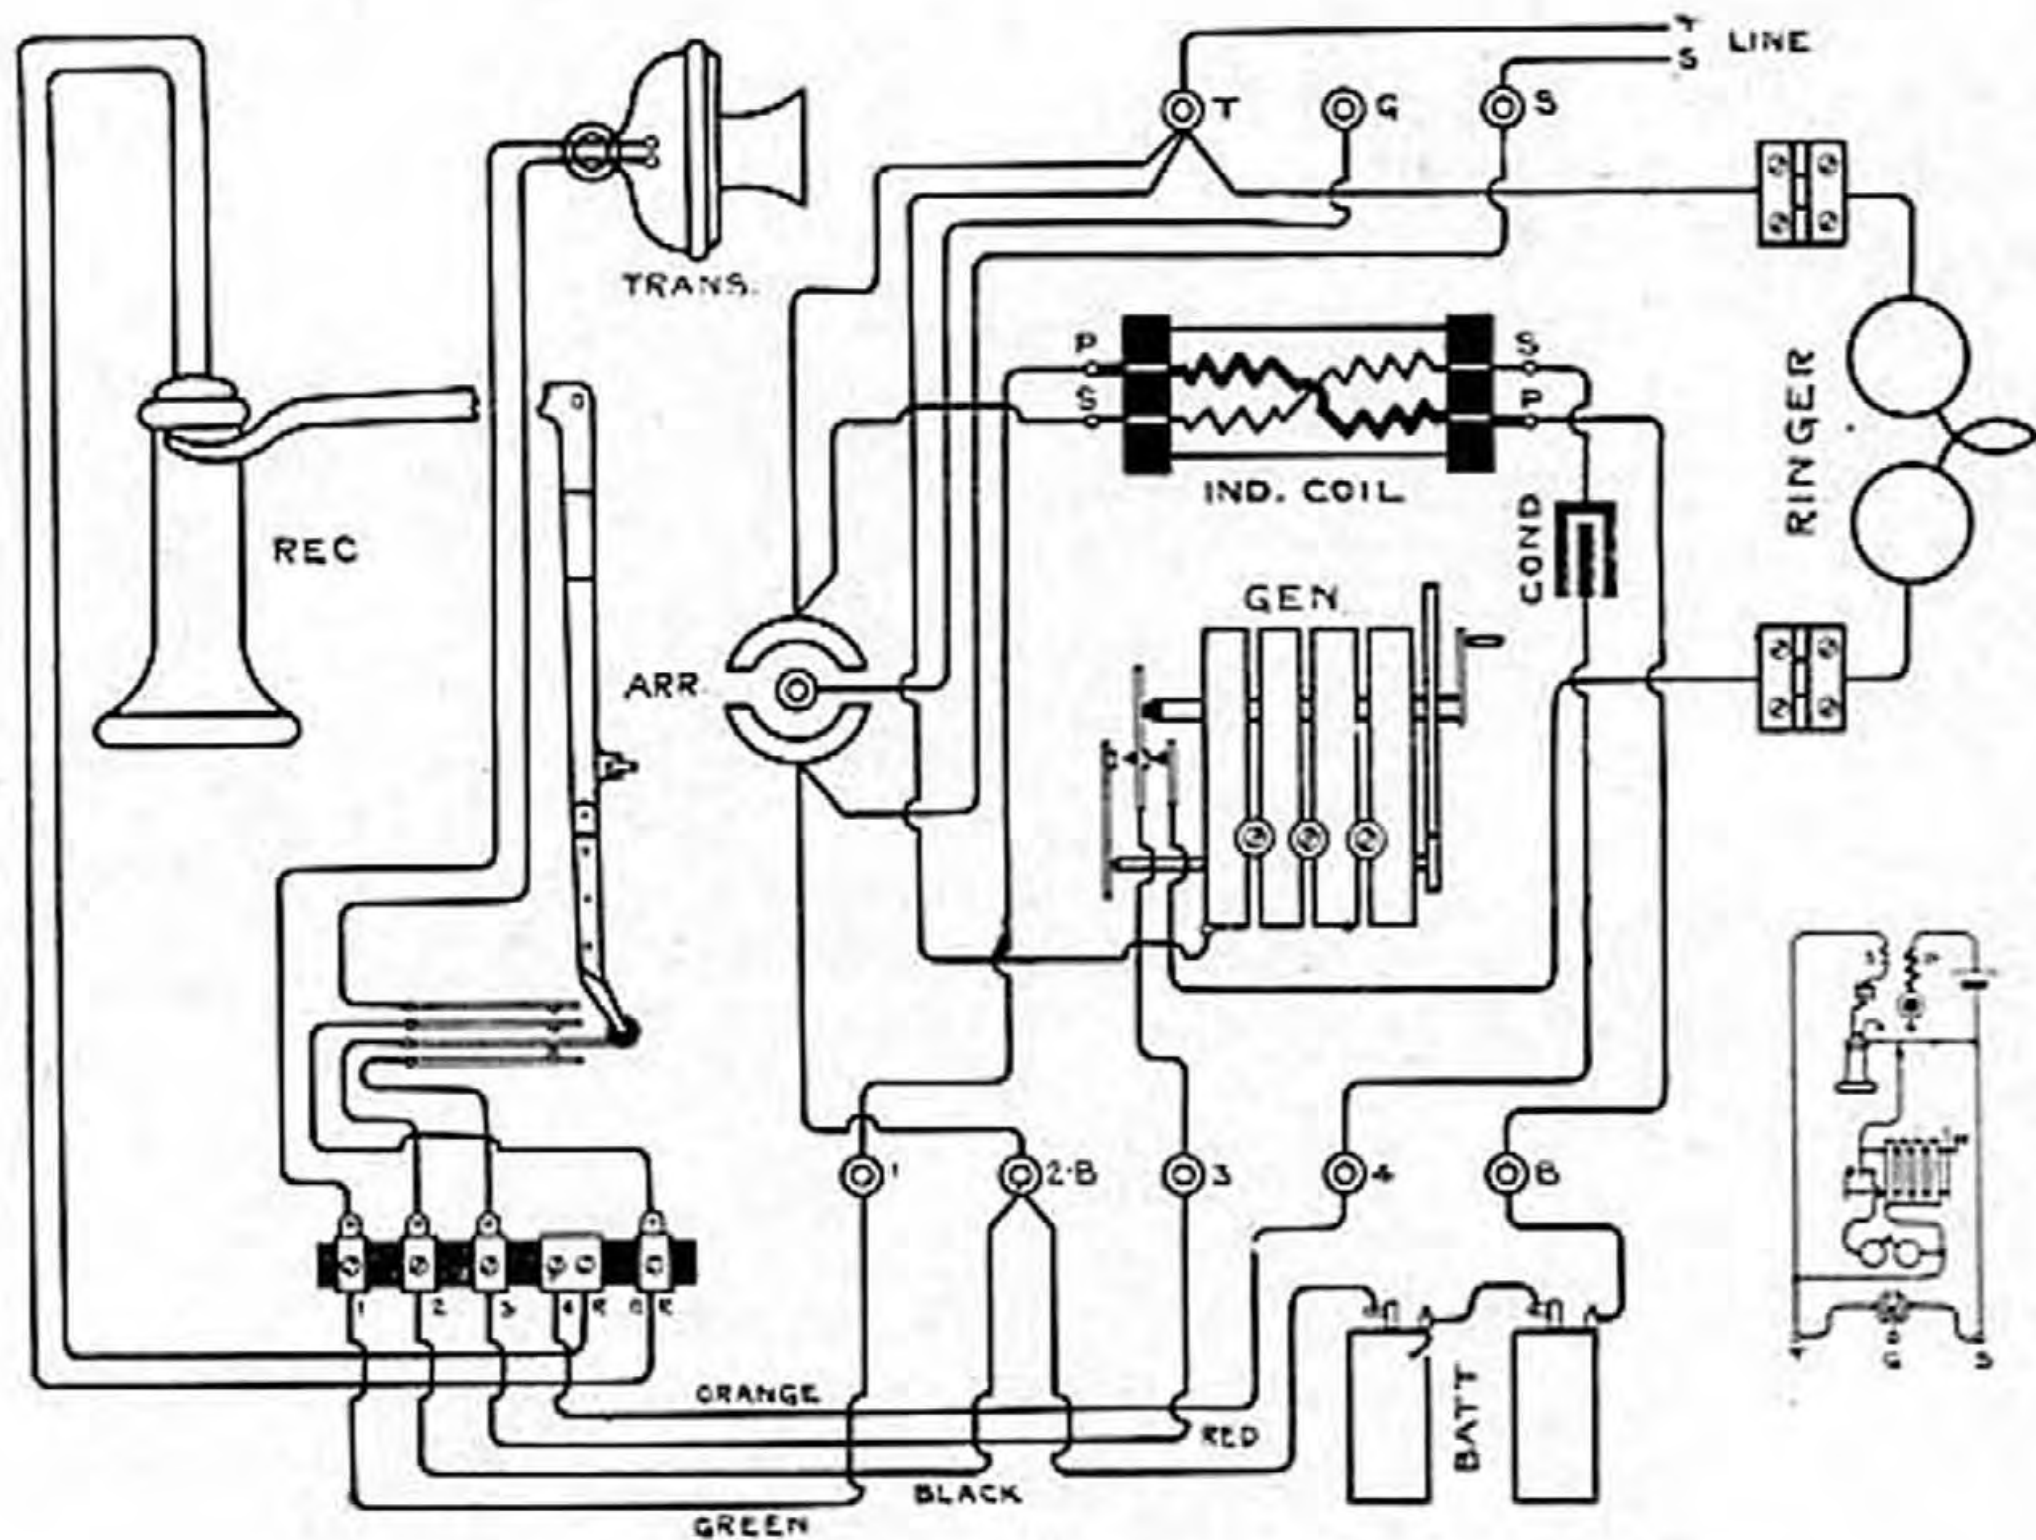 T
LINE
S
T
G
S
TRANS.
P
S
S
P
IND. COIL
RINGER
COND
REC
GEN
ARR.
1
2-B
3
4
B
1
2
3
4
R
R
ORANGE
RED
BLACK
GREEN
BATT
G